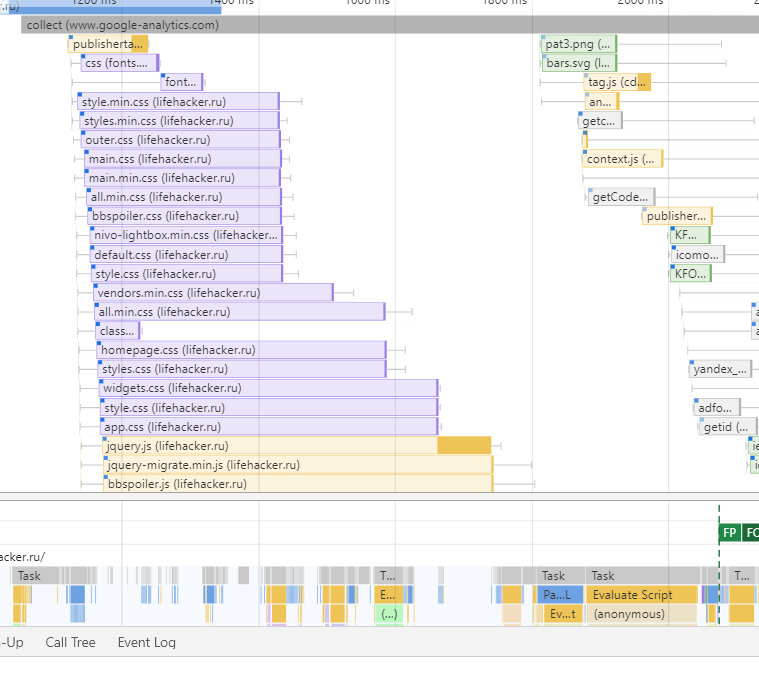 .ru)
1200 ms 1400 ms 1600 ms 1800 ms 2000 ms 2
collect (www.google-analytics.com)
publisherta...
css (fonts....
font...
style.min.css (lifehacker.ru)
styles.min.css (lifehacker.ru)
outer.css (lifehacker.ru)
main.css (lifehacker.ru)
main.min.css (lifehacker.ru)
all.min.css (lifehacker.ru)
bbspoiler.css (lifehacker.ru)
nivo-lightbox.min.css (lifehacker...
default.css (lifehacker.ru)
style.css (lifehacker.ru)
vendors.min.css (lifehacker.ru)
all.min.css (lifehacker.ru)
class...
homepage.css (lifehacker.ru)
styles.css (lifehacker.ru)
widgets.css (lifehacker.ru)
style.css (lifehacker.ru)
app.css (lifehacker.ru)
jquery.js (lifehacker.ru)
jquery-migrate.min.js (lifehacker.ru)
bbspoiler.js (lifehacker.ru)
pat3.png (...
bars.svg (l...
tag.js (cd...
an...
getc...
context.js (...
getCode...
publisher...
KF...
icomo...
KFO...
a
a
yandex_...
adfo...
getid (...
ie
i
FP FC
acker.ru/
Task T... Task Task T...
E... Pa...L Evaluate Script
(...) Ev...t (anonymous)
-Up Call Tree Event Log